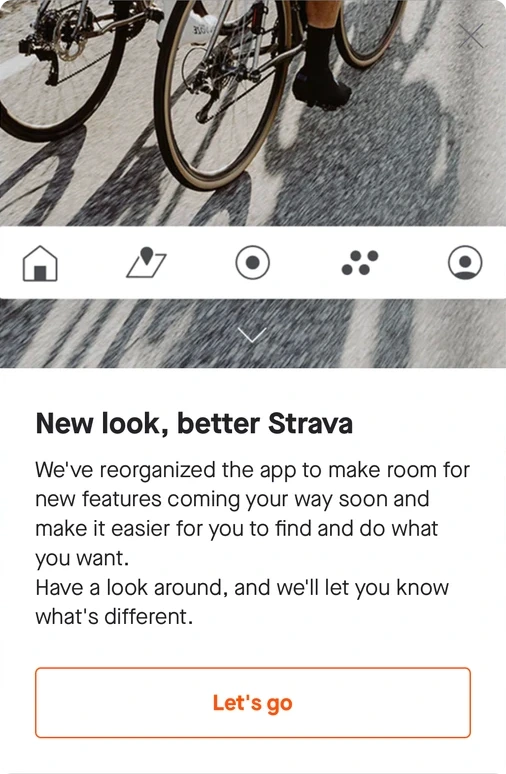 New look, better Strava
We've reorganized the app to make room for
new features coming your way soon and
make it easier for you to find and do what
you want.
Have a look around, and we'll let you know
what's different.
Let's go